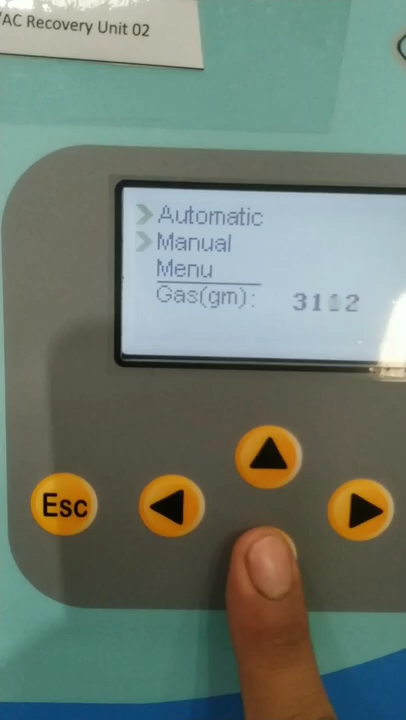 AC Recovery Unit 02
Automatic
Manual
Menu
Gas(gm):
Esc